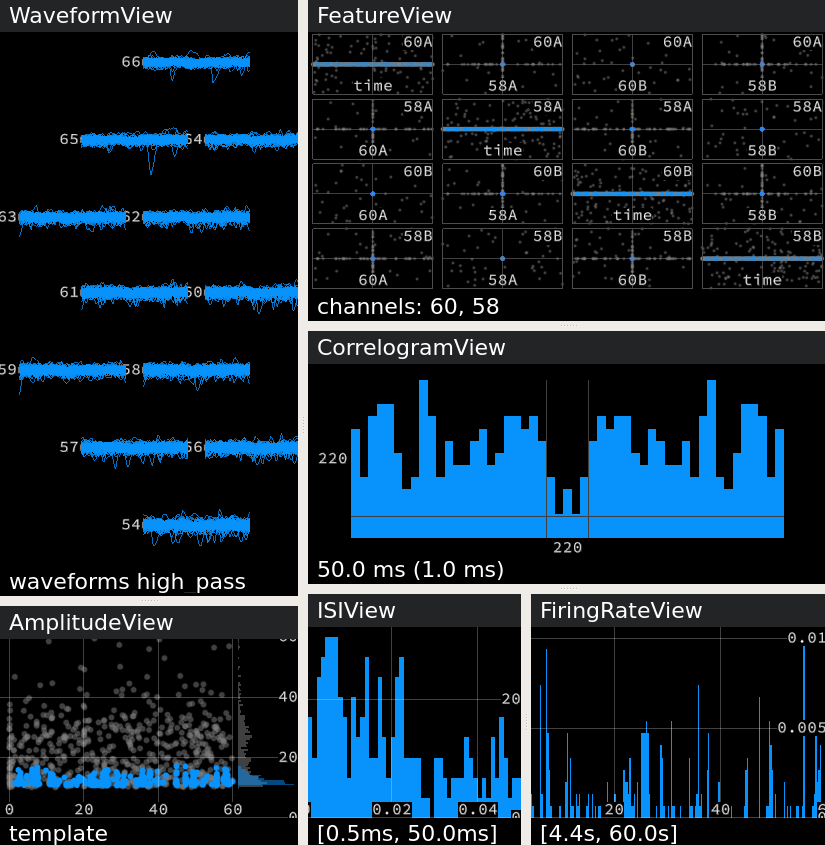 WaveformView
66
65 64
63 62
61 60
59 58
57 56
54
waveforms high_pass
FeatureView
60A 60A 60A 60A
time 58A 60B 58B
58A 58A 58A 58A
60A time 60B 58B
60B 60B 60B 60B
60A 58A time 58B
58B 58B 58B 58B
60A 58A 60B time
channels: 60, 58
CorrelogramView
220
220
50.0 ms (1.0 ms)
AmplitudeView
40
20
0 20 40 60
template
ISIView
20
0.02 0.04
[0.5ms, 50.0ms]
FiringRateView
0.01
0.005
20 40
[4.4s, 60.0s]